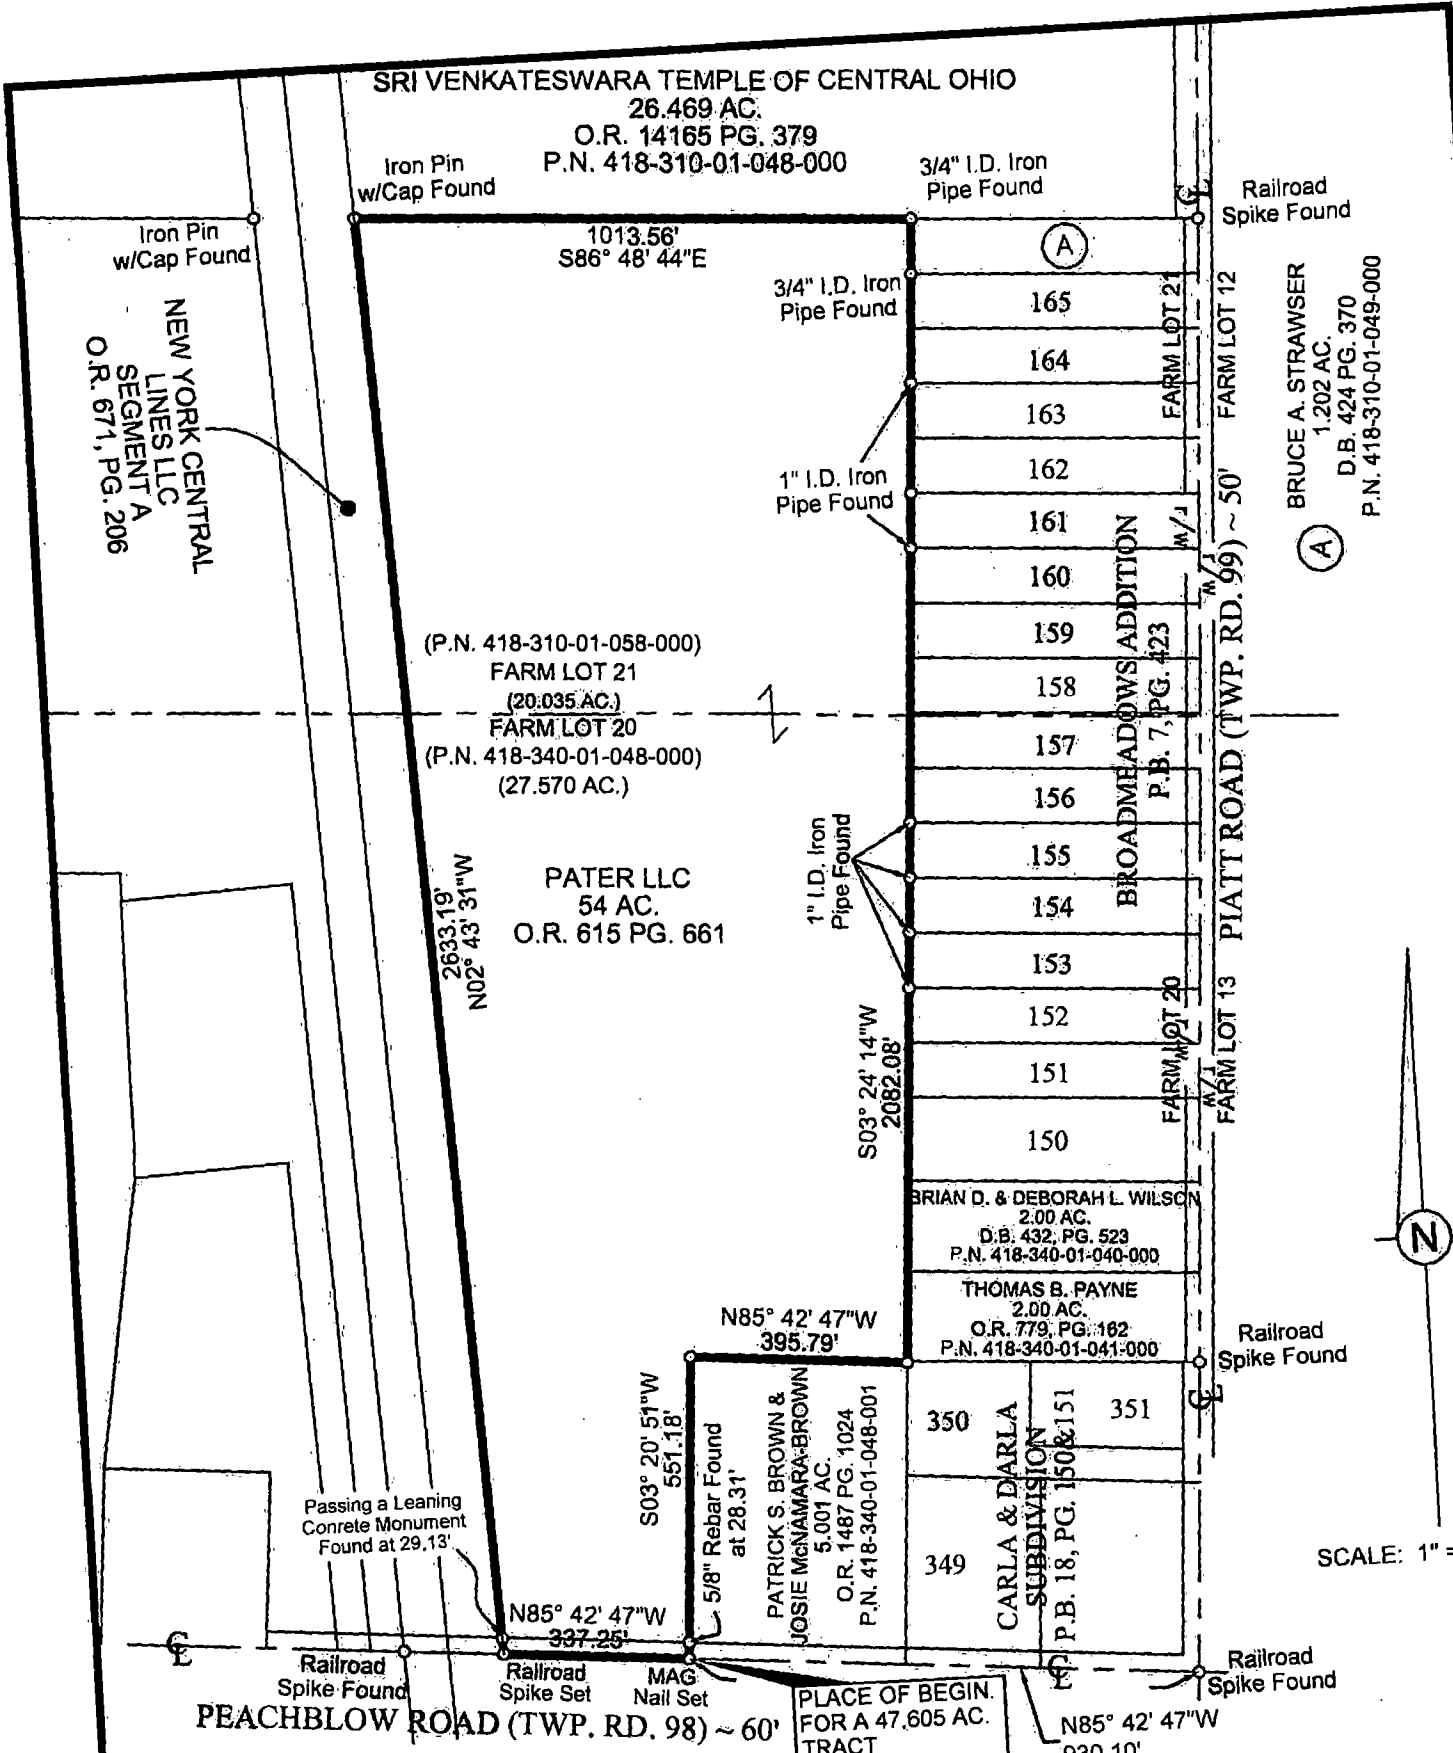 SRI VENKATESWARA TEMPLE OF CENTRAL OHIO
26.469 AC.
O.R. 14165 PG. 379
P.N. 418-310-01-048-000
Iron Pin
w/Cap Found
3/4" I.D. Iron
Pipe Found
Railroad
Spike Found
Iron Pin
w/Cap Found
1013.56'
S86° 48' 44"E
A
3/4" I.D. Iron
Pipe Found
165
164
163
162
161
160
159
158
157
156
155
154
153
152
151
150
FARM LOT 21
FARM LOT 12
BRUCE A. STRAWSER
1.202 AC.
D.B. 424 PG. 370
P.N. 418-310-01-049-000
A
NEW YORK CENTRAL
LINES LLC
SEGMENT A
O.R. 671, PG. 206
1" I.D. Iron
Pipe Found
BROADMEADOWS ADDITION
P.B. 7, PG. 423
PIATT ROAD (TWP. RD. 99) ~ 50'
(P.N. 418-310-01-058-000)
FARM LOT 21
(20.035 AC.)
FARM LOT 20
(P.N. 418-340-01-048-000)
(27.570 AC.)
PATER LLC
54 AC.
O.R. 615 PG. 661
2633.19'
N02° 43' 31"W
1" I.D. Iron
Pipe Found
S03° 24' 14"W
2082.08'
FARM LOT 20
FARM LOT 13
R/W
R/W
R/W
R/W
BRIAN D. & DEBORAH L. WILSON
2.00 AC.
D.B. 432, PG. 523
P.N. 418-340-01-040-000
THOMAS B. PAYNE
2.00 AC.
O.R. 779, PG. 162
P.N. 418-340-01-041-000
N
N85° 42' 47"W
395.79'
Railroad
Spike Found
S03° 20' 51"W
551.18'
5/8" Rebar Found
at 28.31'
PATRICK S. BROWN &
JOSIE McNAMARA-BROWN
5.001 AC.
O.R. 1487 PG. 1024
P.N. 418-340-01-048-001
350
351
349
CARLA & DARLA
SUBDIVISION
P.B. 18, PG. 150&151
SCALE: 1" =
Passing a Leaning
Conrete Monument
Found at 29.13'
N85° 42' 47"W
337.25'
Railroad
Spike Found
Railroad
Spike Set
MAG
Nail Set
Railroad
Spike Found
PEACHBLOW ROAD (TWP. RD. 98) ~ 60'
PLACE OF BEGIN.
FOR A 47.605 AC.
TRACT
N85° 42' 47"W
930.10'